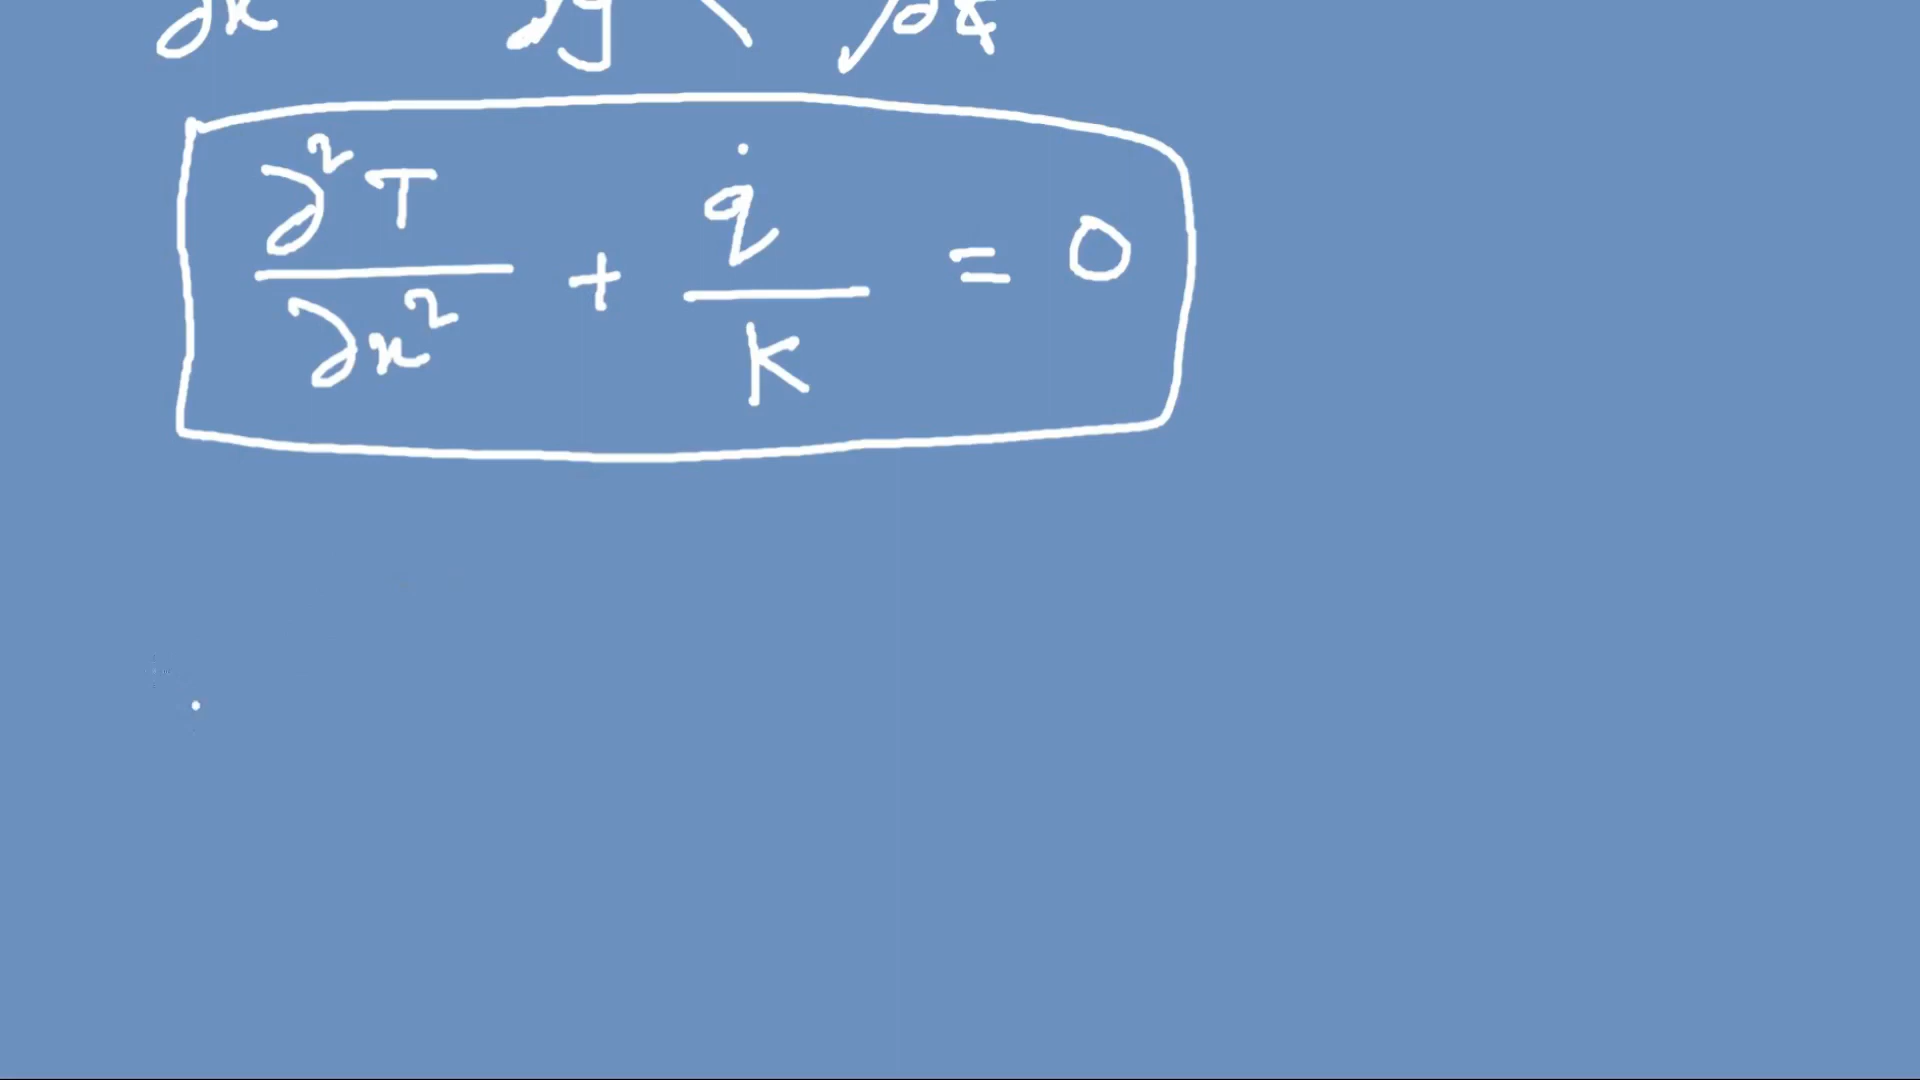 ∂x ∂y
∂²T/∂x² + q̇/K = 0